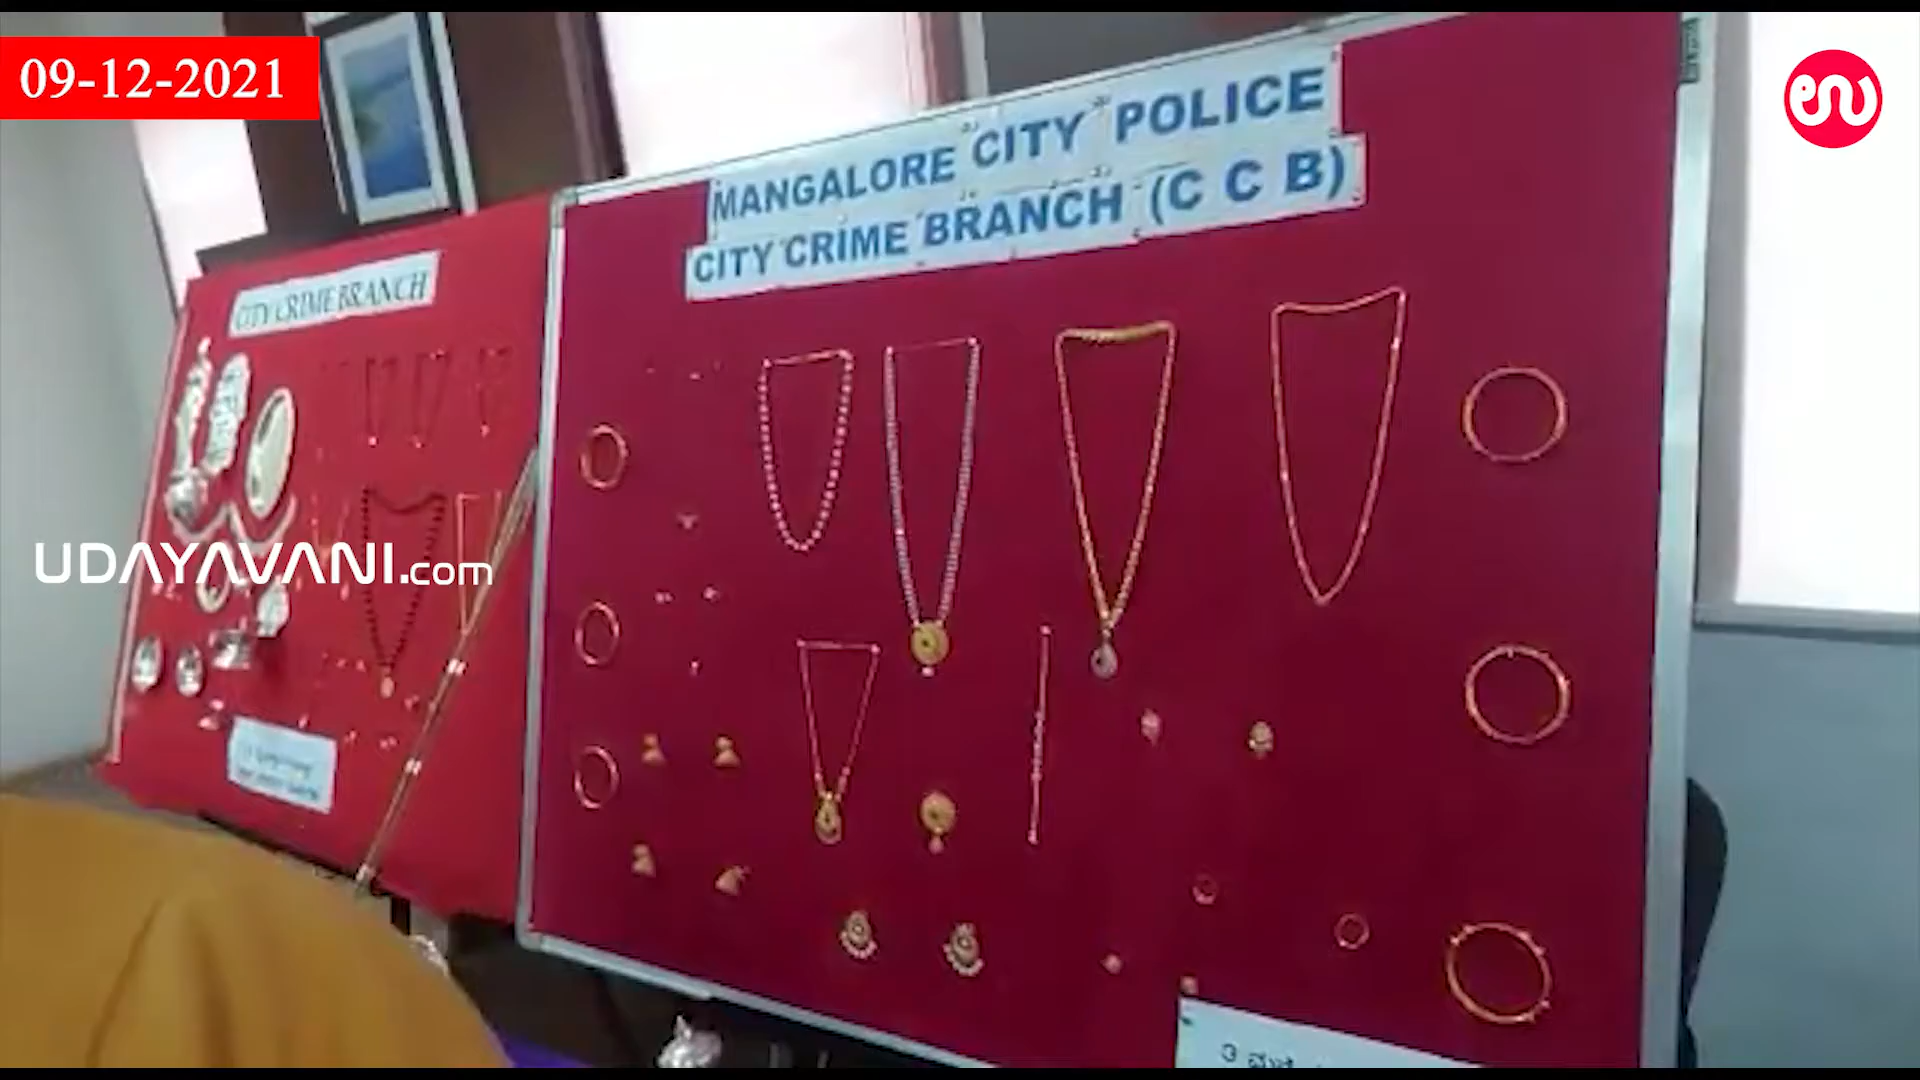 09-12-2021
ಉ
MANGALORE CITY POLICE
CITY CRIME BRANCH (C C B)
CITY CRIME BRANCH
UDAYAVANI.com